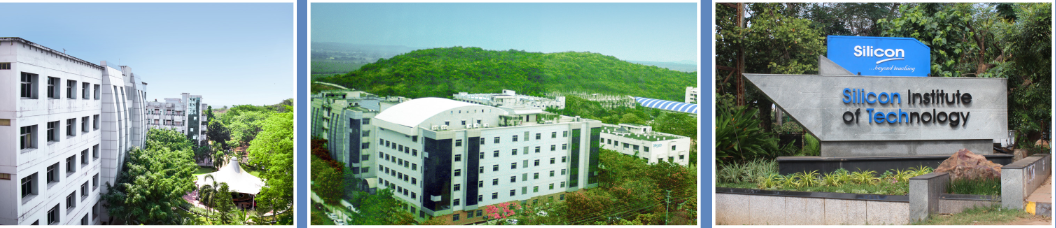 Silicon
...beyond teaching
Silicon Institute
of Technology